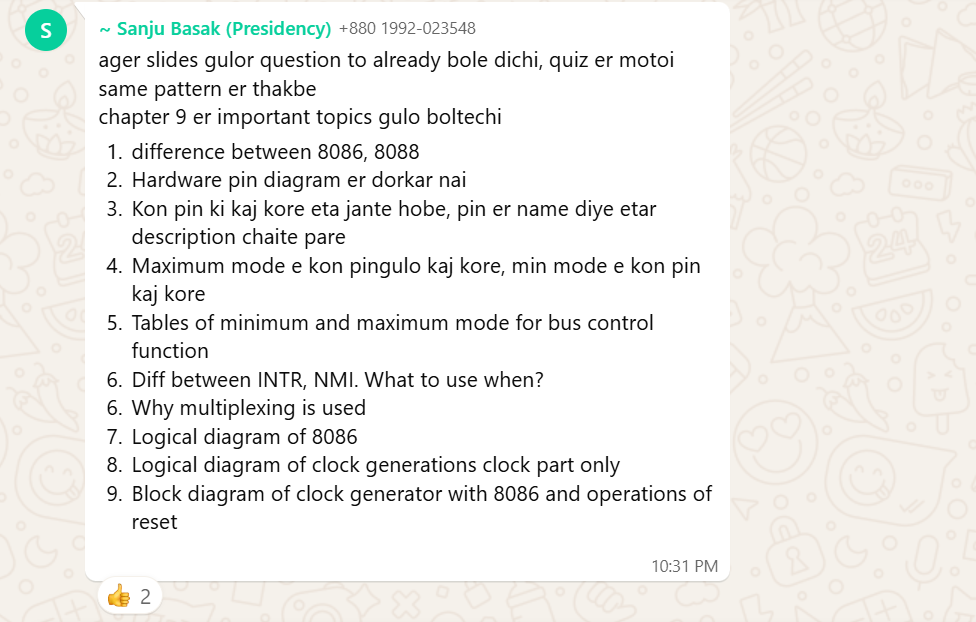 S
~ Sanju Basak (Presidency) +880 1992-023548
ager slides gulor question to already bole dichi, quiz er motoi
same pattern er thakbe
chapter 9 er important topics gulo boltechi
1. difference between 8086, 8088
2. Hardware pin diagram er dorkar nai
3. Kon pin ki kaj kore eta jante hobe, pin er name diye etar
description chaite pare
4. Maximum mode e kon pingulo kaj kore, min mode e kon pin
kaj kore
5. Tables of minimum and maximum mode for bus control
function
6. Diff between INTR, NMI. What to use when?
6. Why multiplexing is used
7. Logical diagram of 8086
8. Logical diagram of clock generations clock part only
9. Block diagram of clock generator with 8086 and operations of
reset
10:31 PM
👍 2